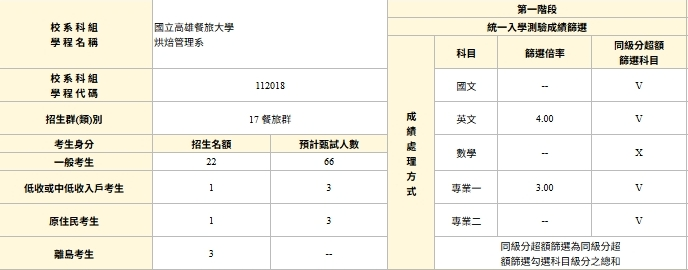 校系科組
學程名稱
國立高雄餐旅大學
烘焙管理系
校系科組
學程代碼
112018
招生群(類)別
17 餐旅群
考生身分
招生名額
預計甄試人數
一般考生
22
66
低收或中低收入戶考生
1
3
原住民考生
1
3
離島考生
3
--
第一階段
統一入學測驗成績篩選
成績處理方式
科目
篩選倍率
同級分超額
篩選科目
國文
--
V
英文
4.00
V
數學
--
X
專業一
3.00
V
專業二
--
V
同級分超額篩選為同級分超
額篩選勾選科目級分之總和